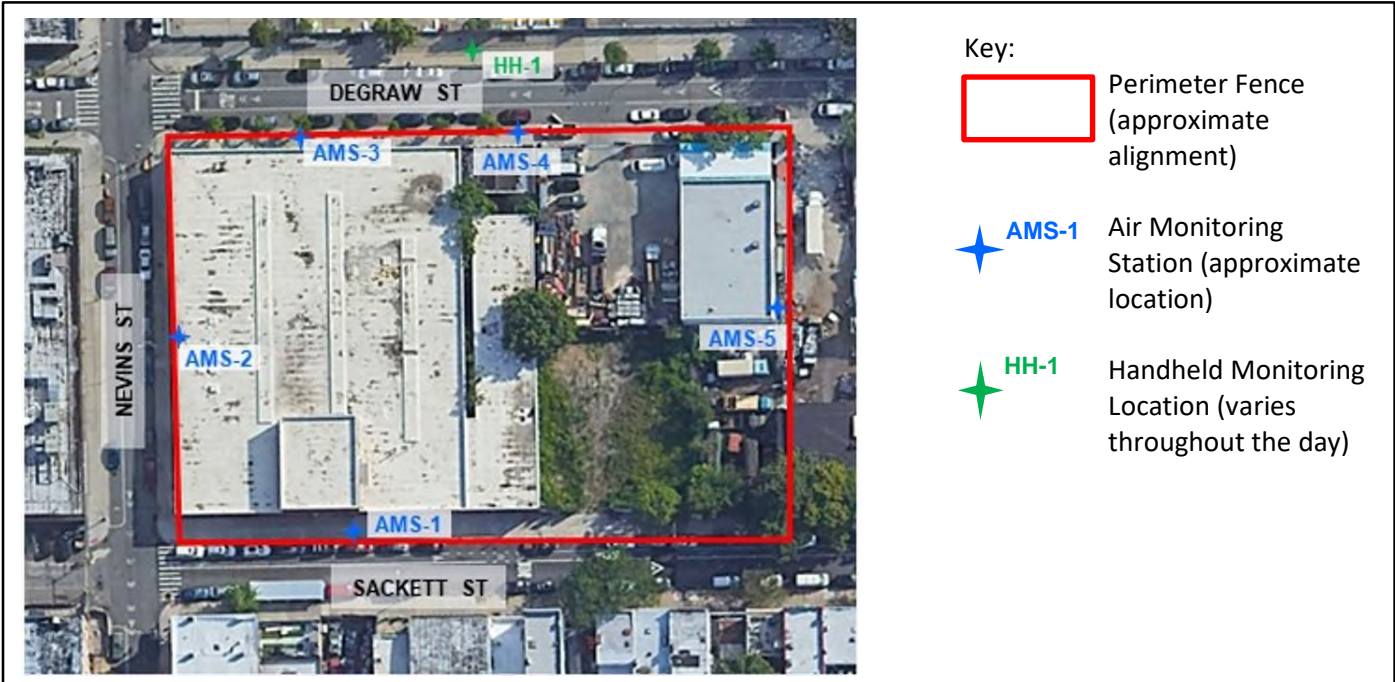 HH-1
DEGRAW ST
AMS-3
AMS-4
NEVINS ST
AMS-2
AMS-5
AMS-1
SACKETT ST
Key:
Perimeter Fence
(approximate
alignment)
AMS-1
Air Monitoring
Station (approximate
location)
HH-1
Handheld Monitoring
Location (varies
throughout the day)